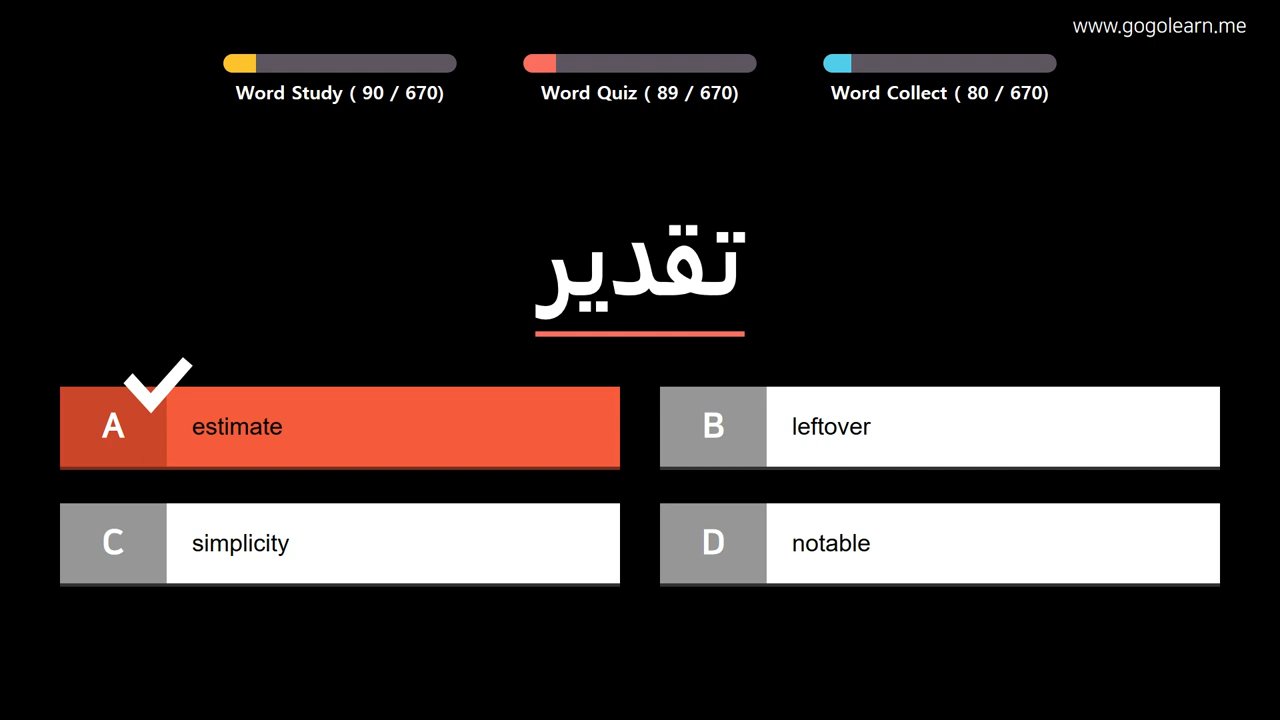 www.gogolearn.me
Word Study ( 90 / 670)
Word Quiz ( 89 / 670)
Word Collect ( 80 / 670)
تقدير
A estimate
B leftover
C simplicity
D notable